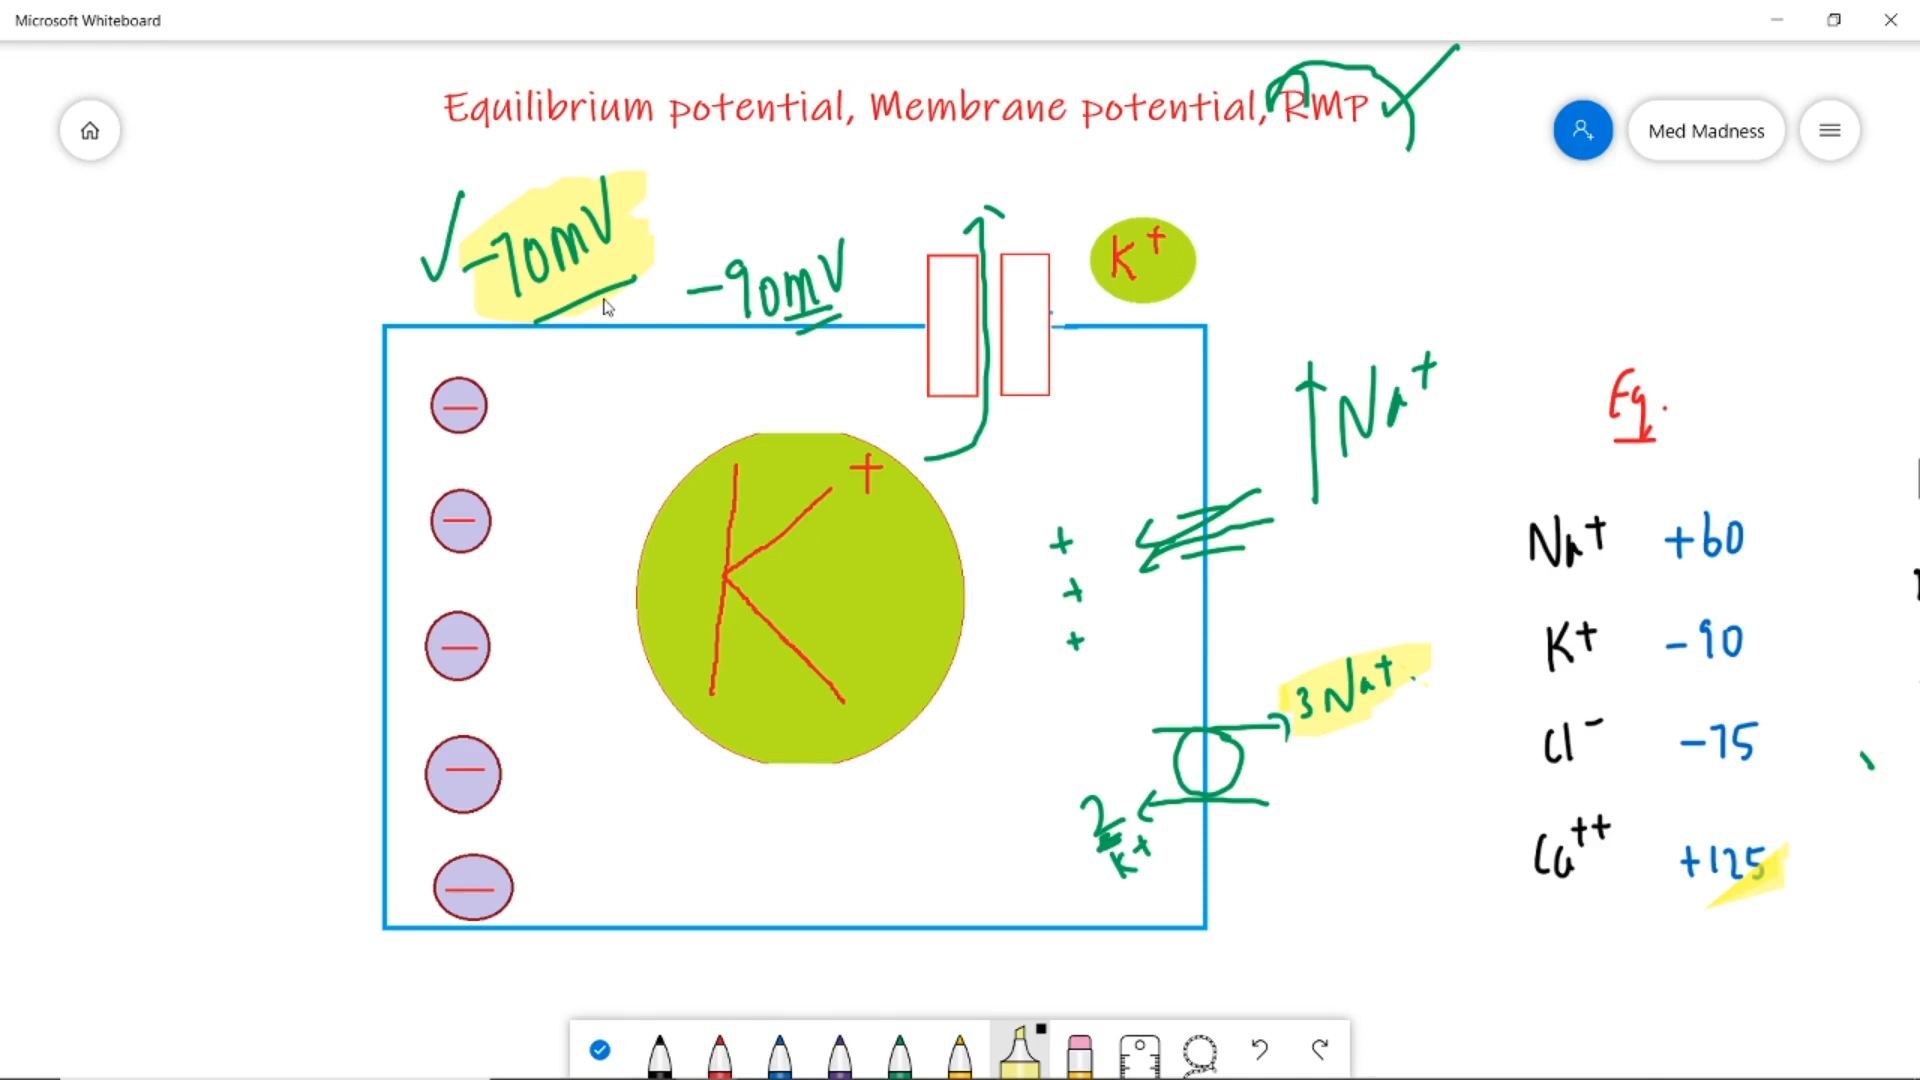 Microsoft Whiteboard
Equilibrium potential, Membrane potential, RMP
Med Madness
-70mV
-90mV
K+
Na+
K+
Eq.
Na+ +60
K+ -90
Cl- -75
Ca++ +125
+
+
+
3Na+
2
K+